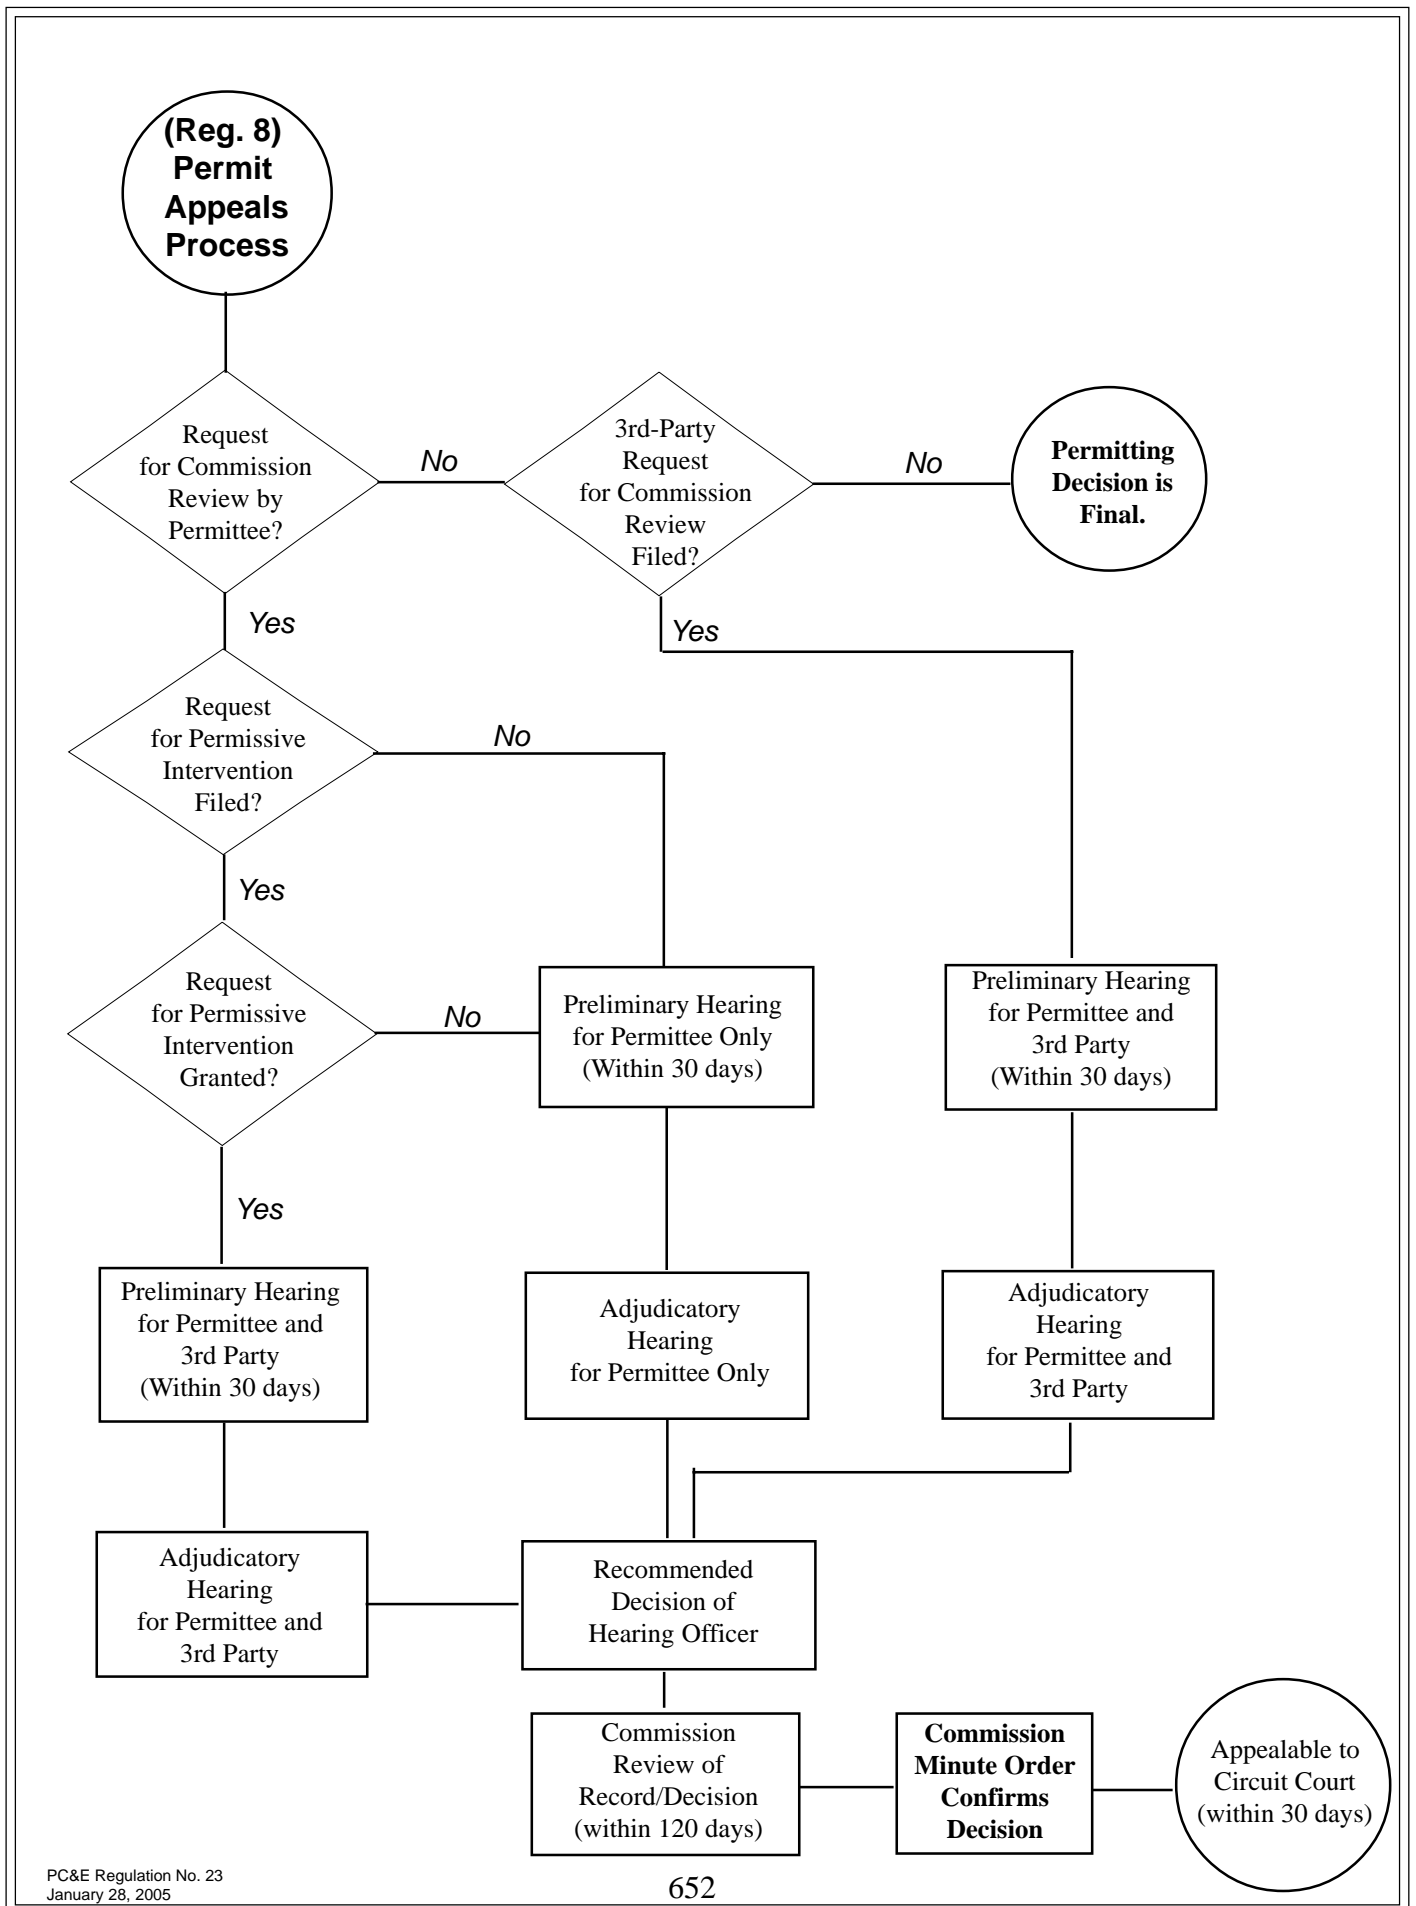 (Reg. 8)
Permit
Appeals
Process
Request
for Commission
Review by
Permittee?
No
3rd-Party
Request
for Commission
Review
Filed?
No
Permitting
Decision is
Final.
Yes
Yes
Request
for Permissive
Intervention
Filed?
No
Yes
Request
for Permissive
Intervention
Granted?
No
Preliminary Hearing
for Permittee Only
(Within 30 days)
Preliminary Hearing
for Permittee and
3rd Party
(Within 30 days)
Yes
Preliminary Hearing
for Permittee and
3rd Party
(Within 30 days)
Adjudicatory
Hearing
for Permittee Only
Adjudicatory
Hearing
for Permittee and
3rd Party
Adjudicatory
Hearing
for Permittee and
3rd Party
Recommended
Decision of
Hearing Officer
Commission
Review of
Record/Decision
(within 120 days)
Commission
Minute Order
Confirms
Decision
Appealable to
Circuit Court
(within 30 days)
PC&E Regulation No. 23
January 28, 2005
652